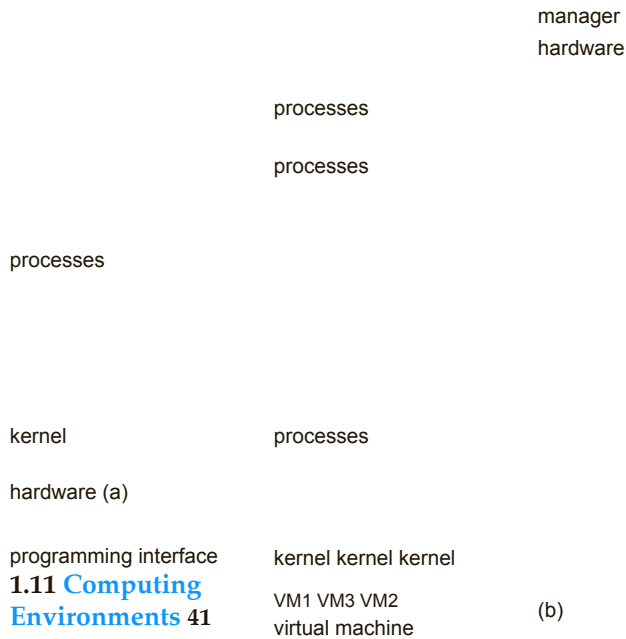 manager
hardware
processes
processes
processes
kernel
processes
hardware (a)
programming interface
1.11 Computing
Environments 41
kernel kernel kernel
VM1 VM3 VM2
virtual machine
(b)